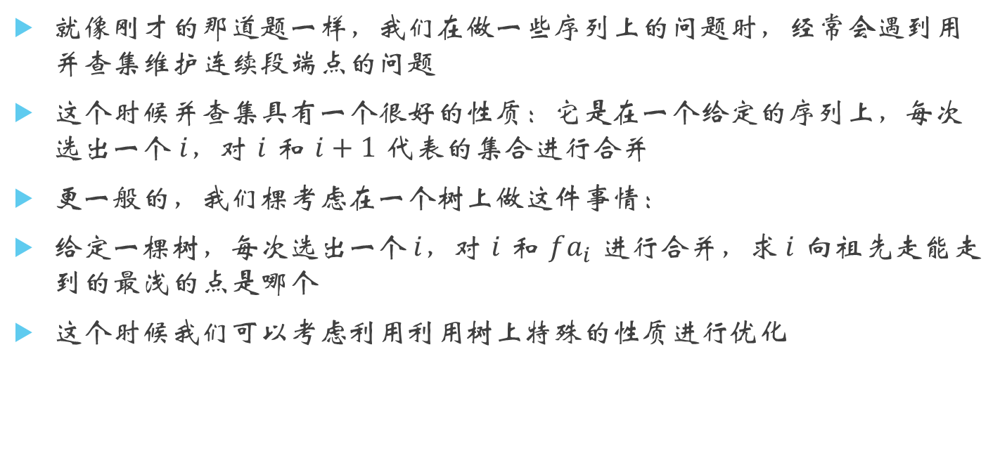 就像刚才的那道题一样，我们在做一些序列上的问题时，经常会遇到用
并查集维护连续段端点的问题
这个时候并查集具有一个很好的性质：它是在一个给定的序列上，每次
选出一个 i，对 i 和 i + 1 代表的集合进行合并
更一般的，我们棵考虑在一个树上做这件事情：
给定一棵树，每次选出一个 i，对 i 和 fa_i 进行合并，求 i 向祖先走能走
到的最浅的点是哪个
这个时候我们可以考虑利用利用树上特殊的性质进行优化